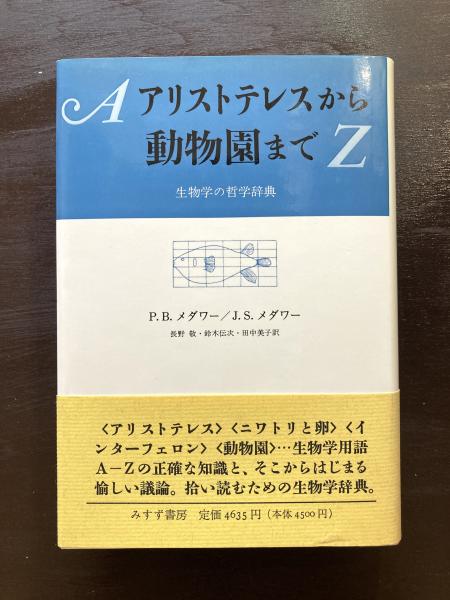 A アリストテレスから
動物園まで Z
生物学の哲学辞典
P.B.メダワー／J.S.メダワー
長野 敬・鈴木伝次・田中美子訳
〈アリストテレス〉〈ニワトリと卵〉〈イ
ンターフェロン〉〈動物園〉…生物学用語
A−Zの正確な知識と、そこからはじまる
愉しい議論。拾い読むための生物学辞典。
みすず書房 定価4635円（本体4500円）